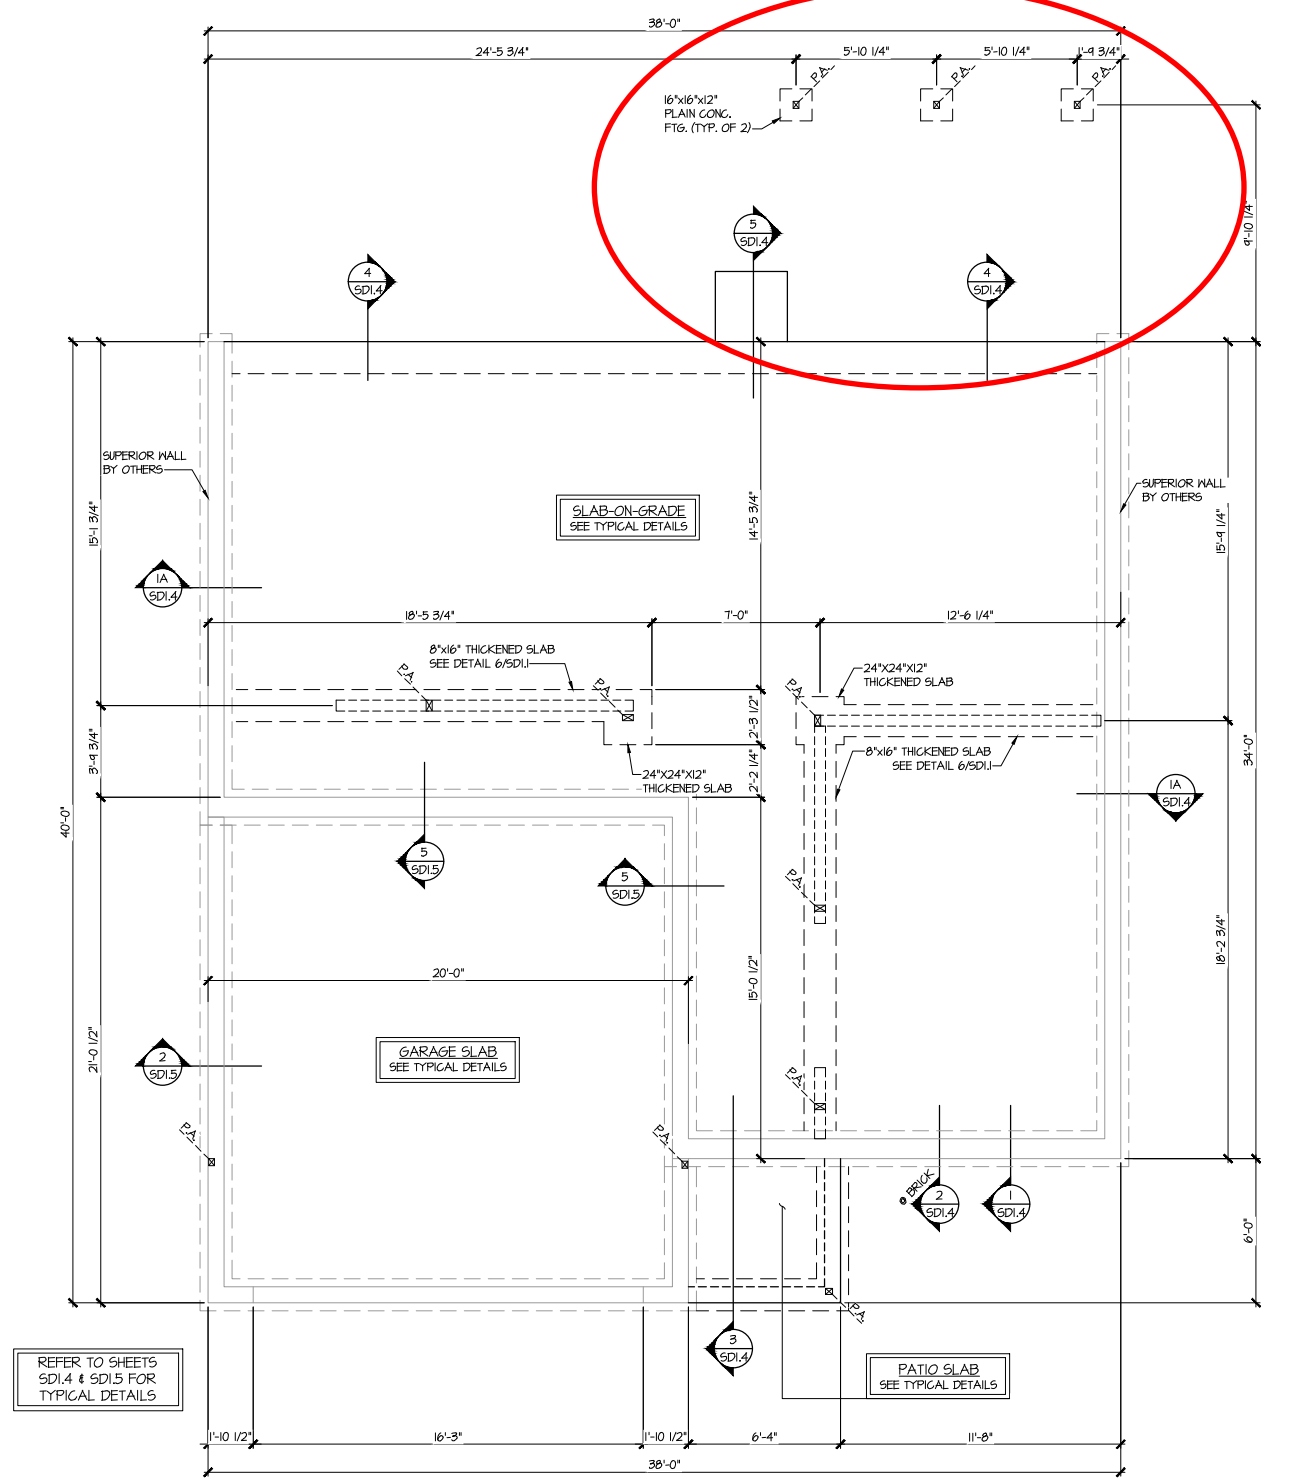 38'-0"
24'-5 3/4"
5'-10 1/4"
5'-10 1/4"
1'-9 3/4"
P.A.
P.A.
P.A.
16"x16"x12"
PLAIN CONC.
FTG. (TYP. OF 2)
9'-10 1/4"
5
SD1.4
4
SD1.4
4
SD1.4
SUPERIOR WALL
BY OTHERS
SUPERIOR WALL
BY OTHERS
15'-1 3/4"
SLAB-ON-GRADE
SEE TYPICAL DETAILS
14'-5 3/4"
15'-9 1/4"
1A
SD1.4
18'-5 3/4"
7'-0"
12'-6 1/4"
8"x16" THICKENED SLAB
SEE DETAIL 6/SD1.1
P.A.
P.A.
P.A.
24"X24"X12"
THICKENED SLAB
2'-3 1/2"
3'-9 3/4"
2'-2 1/4"
24"X24"X12"
THICKENED SLAB
8"x16" THICKENED SLAB
SEE DETAIL 6/SD1.1
34'-0"
40'-0"
1A
SD1.4
5
SD1.5
5
SD1.5
P.A.
18'-2 3/4"
20'-0"
15'-0 1/2"
21'-0 1/2"
GARAGE SLAB
SEE TYPICAL DETAILS
2
SD1.5
P.A.
P.A.
P.A.
BRICK
2
SD1.4
1
SD1.4
6'-0"
P.A.
3
SD1.4
REFER TO SHEETS
SD1.4 & SD1.5 FOR
TYPICAL DETAILS
PATIO SLAB
SEE TYPICAL DETAILS
1'-10 1/2"
16'-3"
1'-10 1/2"
6'-4"
11'-8"
38'-0"